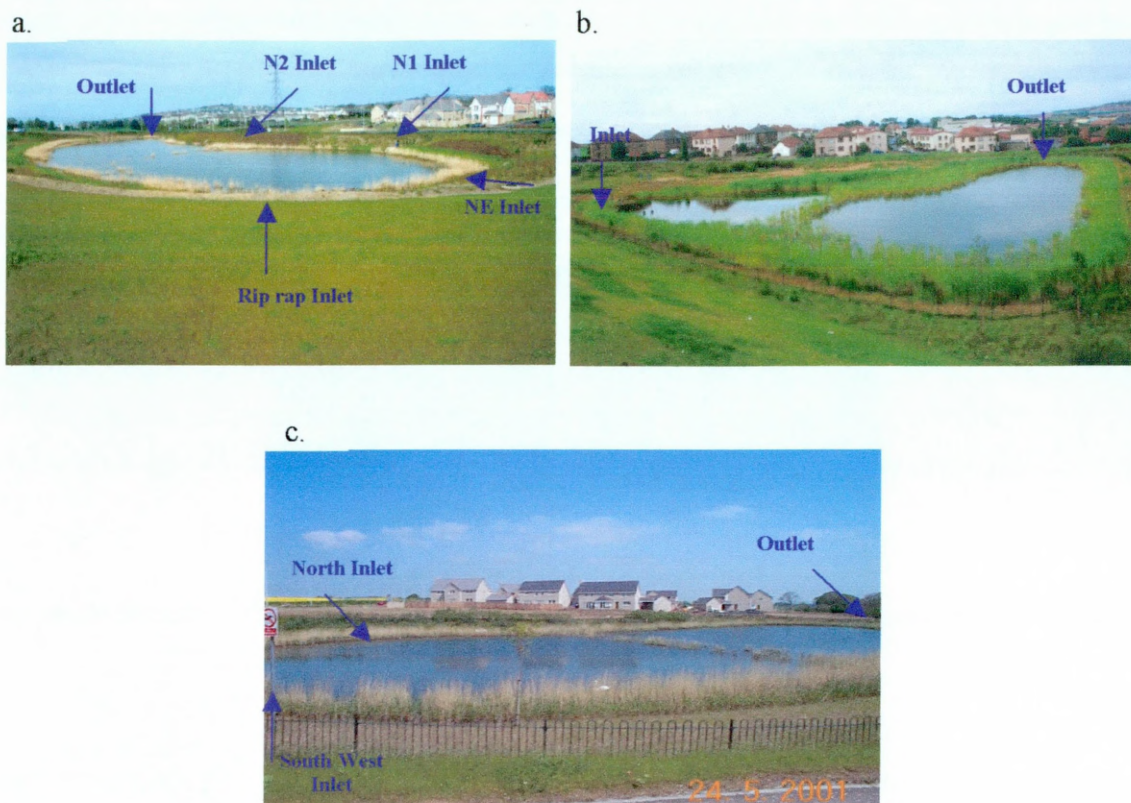 a.
N2 Inlet
N1 Inlet
Outlet
NE Inlet
Rip rap Inlet
b.
Outlet
Inlet
c.
Outlet
North Inlet
South West
Inlet
24. 5. 2001